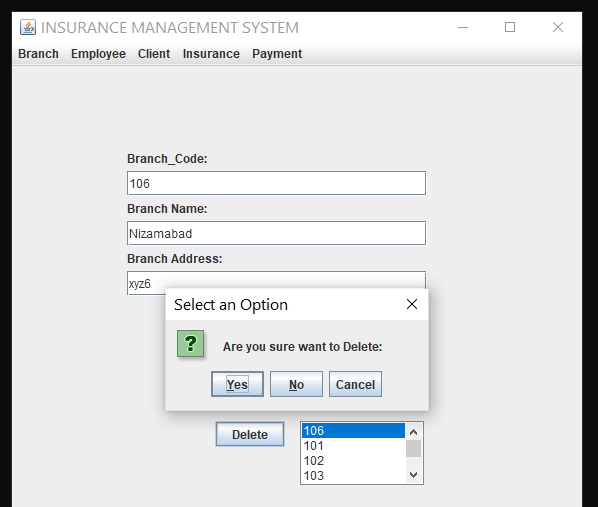 INSURANCE MANAGEMENT SYSTEM
Branch Employee Client Insurance Payment
Branch_Code:
106
Branch Name:
Nizamabad
Branch Address:
xyz6
Select an Option
?
Are you sure want to Delete:
Yes No Cancel
Delete
106
101
102
103